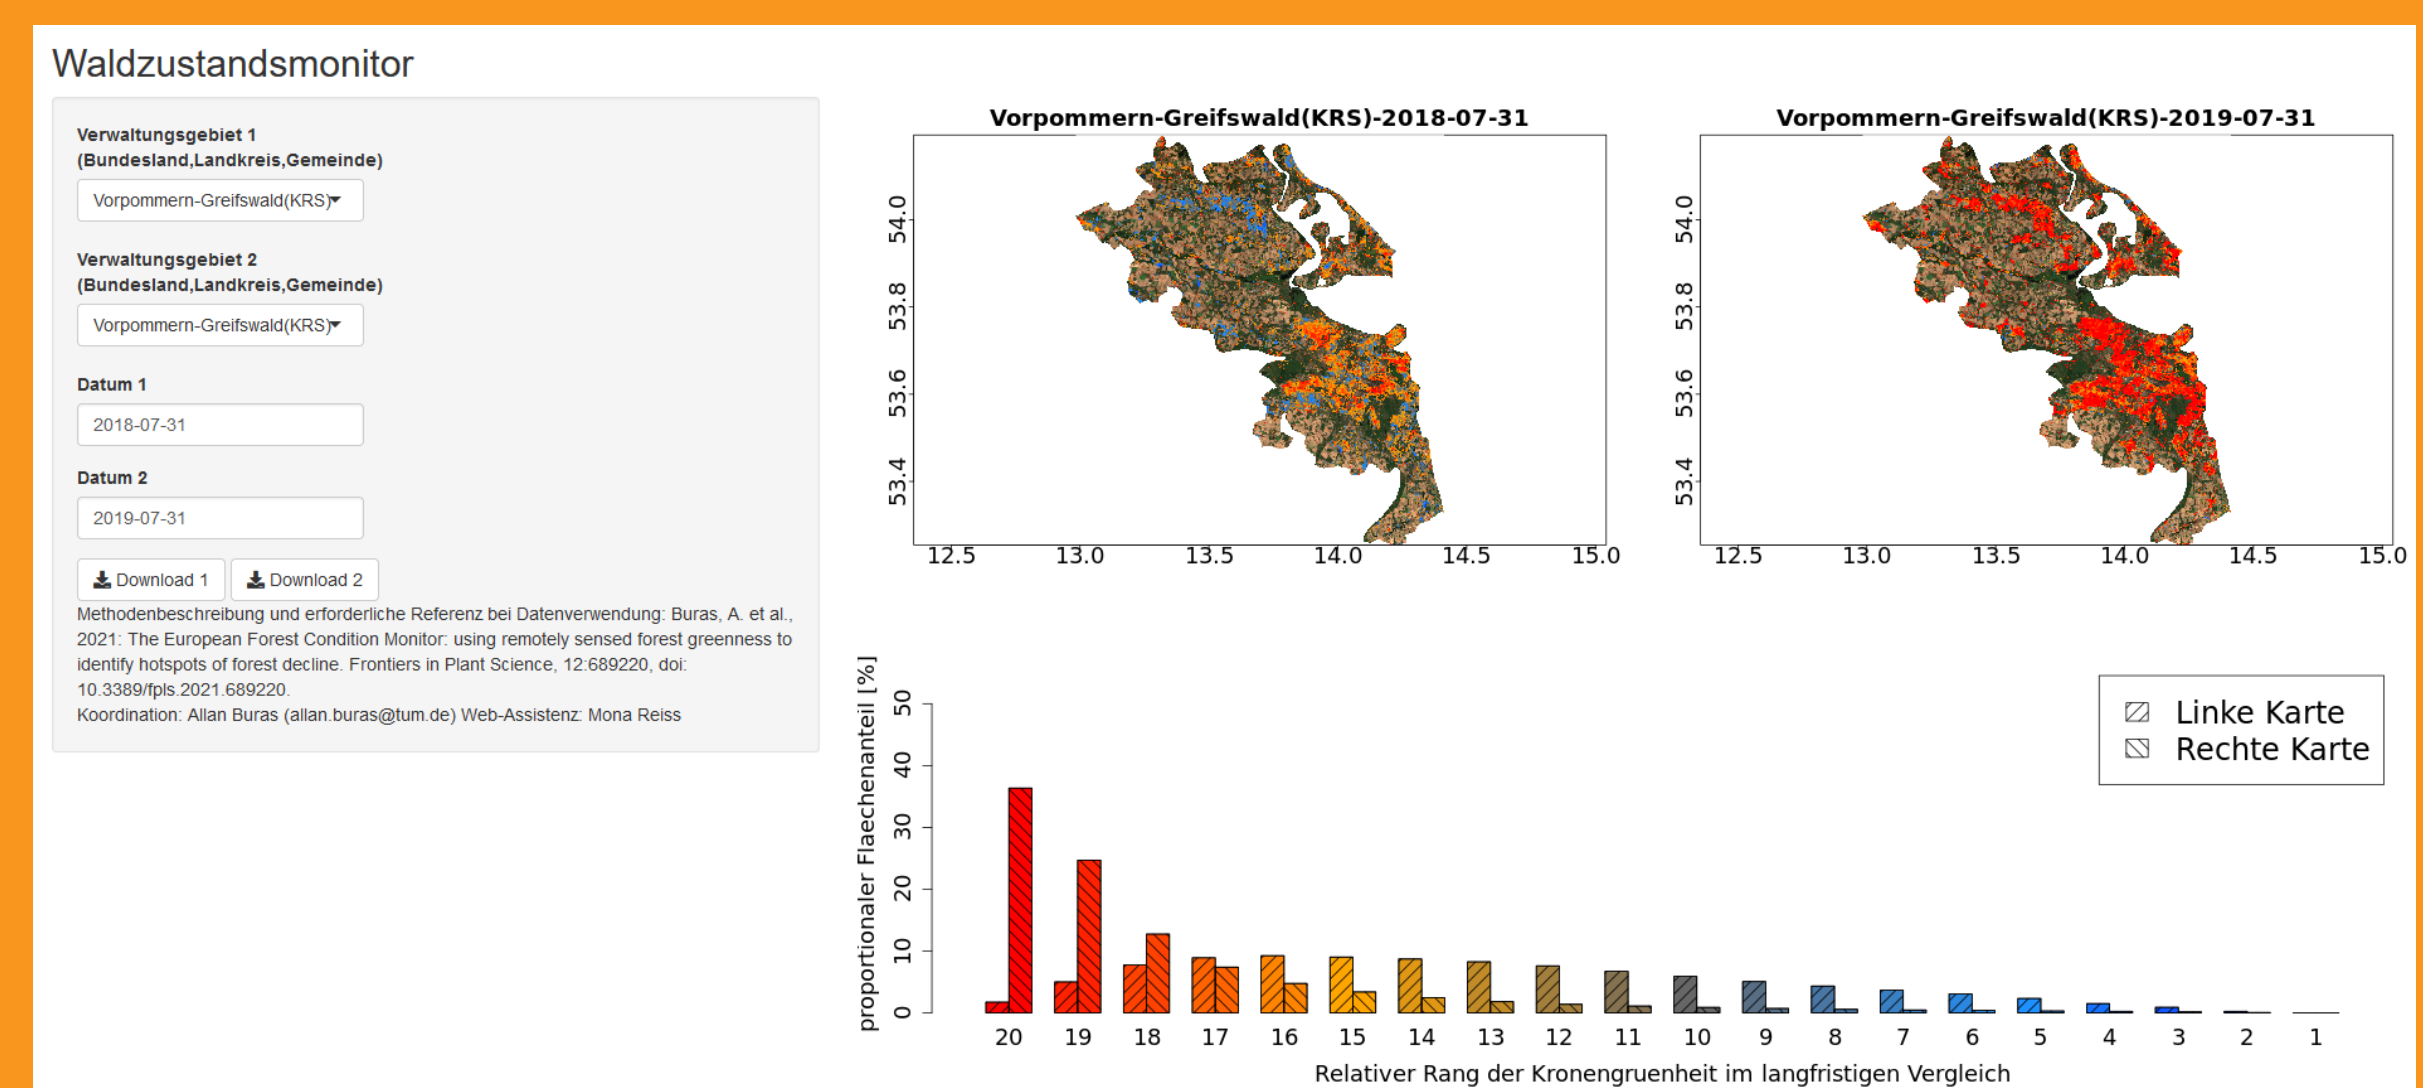 Waldzustandsmonitor
Verwaltungsgebiet 1
(Bundesland,Landkreis,Gemeinde)
Vorpommern-Greifswald(KRS)
Verwaltungsgebiet 2
(Bundesland,Landkreis,Gemeinde)
Vorpommern-Greifswald(KRS)
Datum 1
2018-07-31
Datum 2
2019-07-31
Download 1 Download 2
Methodenbeschreibung und erforderliche Referenz bei Datenverwendung: Buras, A. et al.,
2021: The European Forest Condition Monitor: using remotely sensed forest greenness to
identify hotspots of forest decline. Frontiers in Plant Science, 12:689220, doi:
10.3389/fpls.2021.689220.
Koordination: Allan Buras (allan.buras@tum.de) Web-Assistenz: Mona Reiss
Vorpommern-Greifswald(KRS)-2018-07-31
54.0
53.8
53.6
53.4
12.5 13.0 13.5 14.0 14.5 15.0
Vorpommern-Greifswald(KRS)-2019-07-31
54.0
53.8
53.6
53.4
12.5 13.0 13.5 14.0 14.5 15.0
proportionaler Flaechenanteil [%]
50
40
30
20
10
0
Linke Karte
Rechte Karte
20 19 18 17 16 15 14 13 12 11 10 9 8 7 6 5 4 3 2 1
Relativer Rang der Kronengruenheit im langfristigen Vergleich